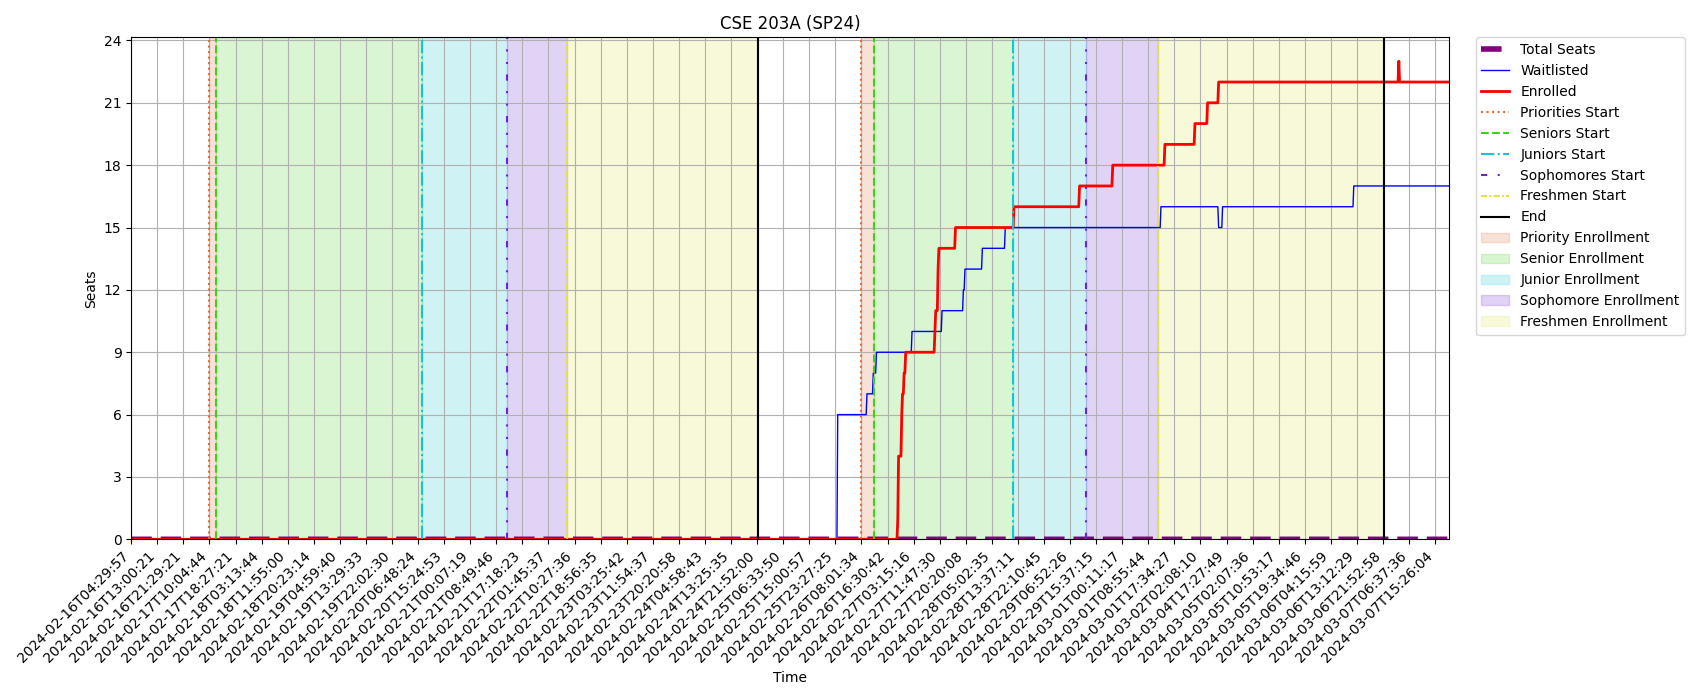 CSE 203A (SP24)
Seats
24
21
18
15
12
9
6
3
0
2024-02-16T04:29:57
2024-02-16T13:00:21
2024-02-16T21:29:21
2024-02-17T10:04:44
2024-02-17T18:27:21
2024-02-18T03:13:44
2024-02-18T11:55:00
2024-02-18T20:23:14
2024-02-19T04:59:40
2024-02-19T13:29:33
2024-02-19T22:02:30
2024-02-20T06:48:24
2024-02-20T15:24:53
2024-02-21T00:07:19
2024-02-21T08:49:46
2024-02-21T17:18:23
2024-02-22T01:45:37
2024-02-22T10:27:36
2024-02-22T18:56:35
2024-02-23T03:25:42
2024-02-23T11:54:37
2024-02-23T20:20:58
2024-02-24T04:58:43
2024-02-24T13:25:35
2024-02-24T21:52:00
2024-02-25T06:33:50
2024-02-25T15:00:57
2024-02-25T23:27:25
2024-02-26T08:01:34
2024-02-26T16:30:42
2024-02-27T03:15:16
2024-02-27T11:47:30
2024-02-27T20:20:08
2024-02-28T05:02:35
2024-02-28T13:37:11
2024-02-28T22:10:45
2024-02-29T06:52:26
2024-02-29T15:37:15
2024-03-01T00:11:17
2024-03-01T08:55:44
2024-03-01T17:34:27
2024-03-02T02:08:10
2024-03-04T17:27:49
2024-03-05T02:07:36
2024-03-05T10:53:17
2024-03-05T19:34:46
2024-03-06T04:15:59
2024-03-06T13:12:29
2024-03-06T21:52:58
2024-03-07T06:37:36
2024-03-07T15:26:04
Time
Total Seats
Waitlisted
Enrolled
Priorities Start
Seniors Start
Juniors Start
Sophomores Start
Freshmen Start
End
Priority Enrollment
Senior Enrollment
Junior Enrollment
Sophomore Enrollment
Freshmen Enrollment